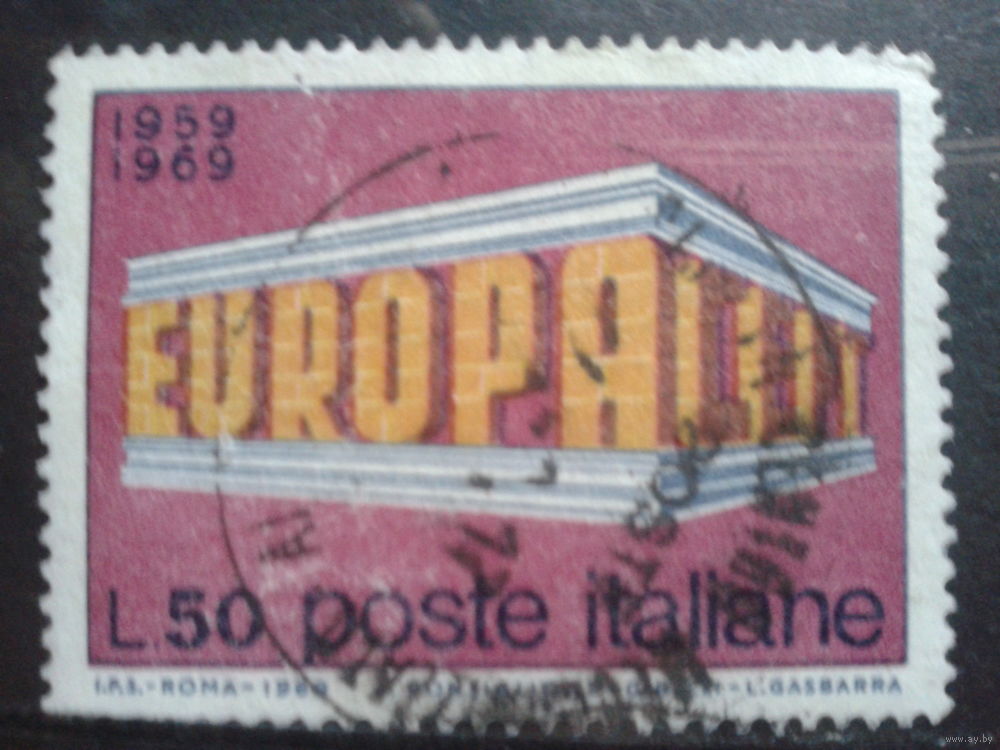 1959
1969
EUROPA
L.50 poste italiane
I.P.S.-ROMA-1969 L.GASBARRA
www.ay.by